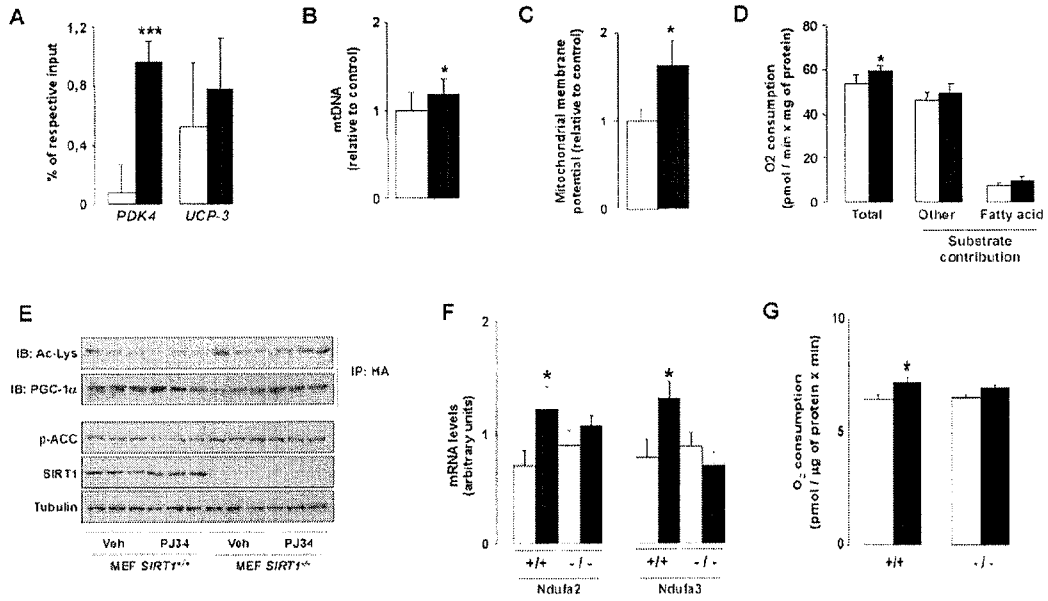 A
% of respective input
1,2
0,8
0,4
0
***
PDK4
UCP-3
B
mtDNA
(relative to control)
2
1
0
*
C
Mitochondrial membrane
potential (relative to control)
2
1
0
*
D
O2 consumption
(pmol / min x mg of protein)
80
60
40
20
0
*
Total
Other
Fatty acid
Substrate
contribution
E
IB: Ac-Lys
IB: PGC-1α
IP: HA
p-ACC
SIRT1
Tubulin
Veh
PJ34
Veh
PJ34
MEF SIRT1+/+
MEF SIRT1-/-
F
mRNA levels
(arbitrary units)
2
1
0
*
*
+/+
- / -
+/+
- / -
Ndufa2
Ndufa3
G
O2 consumption
(pmol / µg of protein x min)
10
5
0
*
+/+
- / -